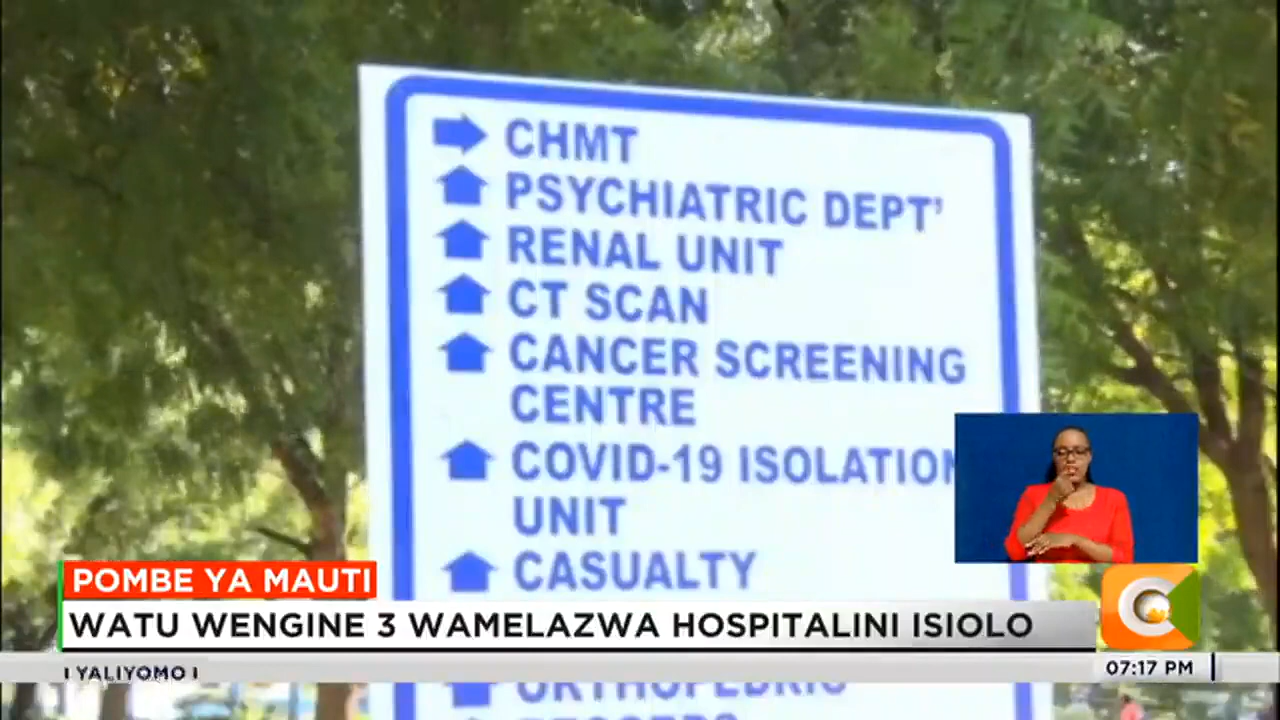 CHMT
PSYCHIATRIC DEPT'
RENAL UNIT
CT SCAN
CANCER SCREENING
CENTRE
COVID-19 ISOLATION
UNIT
CASUALTY
POMBE YA MAUTI
WATU WENGINE 3 WAMELAZWA HOSPITALINI ISIOLO
YALIYOMO
07:17 PM
ORTHOPEDRIC